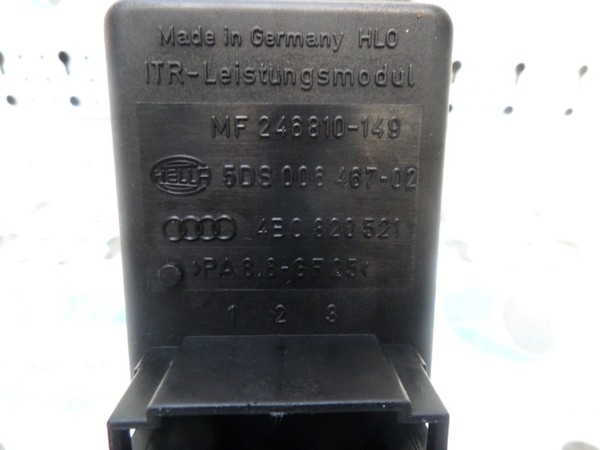 Made in Germany HLO
ITR-Leistungsmodul
MF 246810-149
HELLA 5DS 006 467-02
4B0 820 521
>PA 6.6-GF 25<
1 2 3